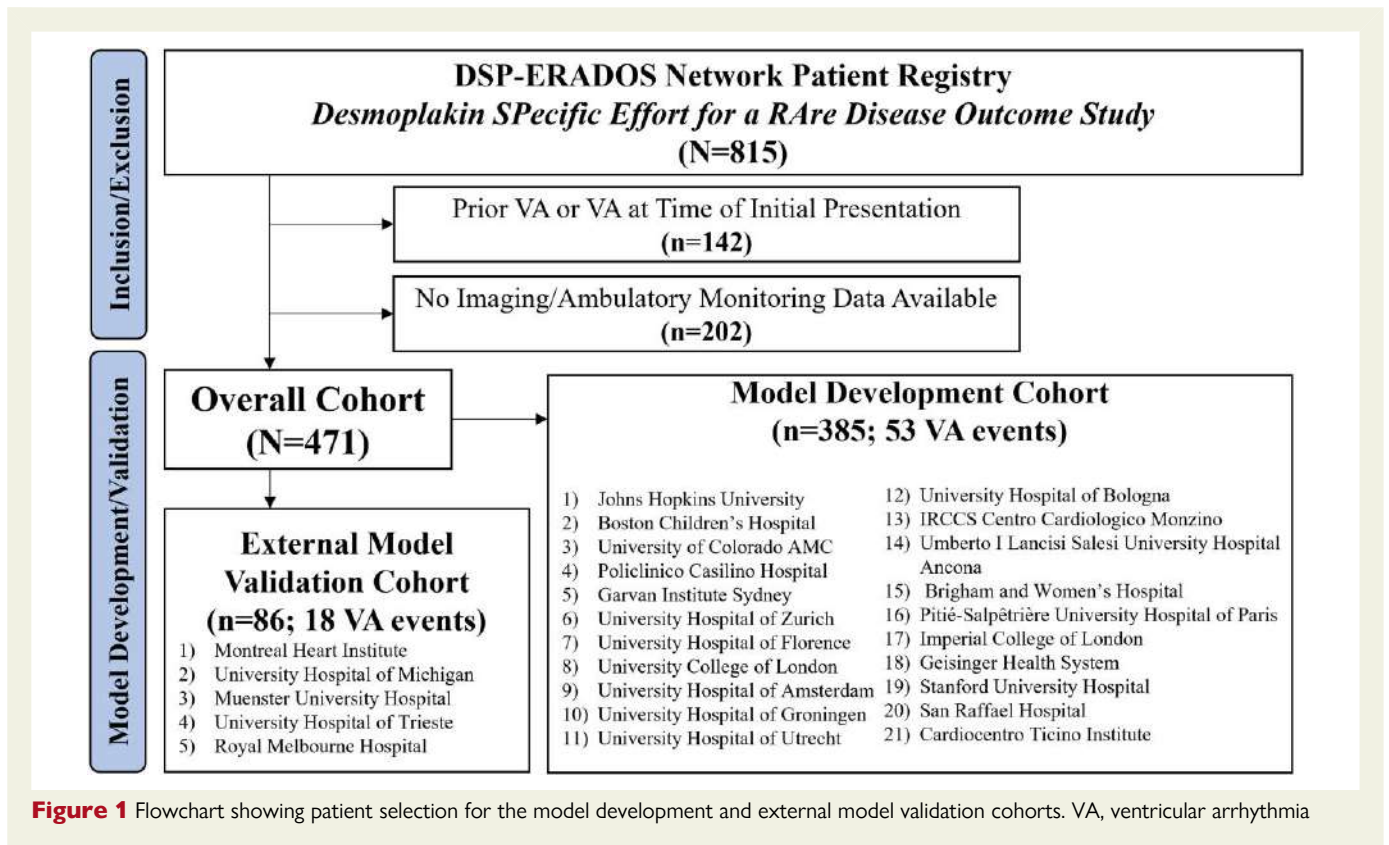 Inclusion/Exclusion
DSP-ERADOS Network Patient Registry
Desmoplakin SPecific Effort for a RAre Disease Outcome Study
(N=815)
Prior VA or VA at Time of Initial Presentation
(n=142)
No Imaging/Ambulatory Monitoring Data Available
(n=202)
Model Development/Validation
Overall Cohort
(N=471)
External Model
Validation Cohort
(n=86; 18 VA events)
1) Montreal Heart Institute
2) University Hospital of Michigan
3) Muenster University Hospital
4) University Hospital of Trieste
5) Royal Melbourne Hospital
Model Development Cohort
(n=385; 53 VA events)
1) Johns Hopkins University
2) Boston Children's Hospital
3) University of Colorado AMC
4) Policlinico Casilino Hospital
5) Garvan Institute Sydney
6) University Hospital of Zurich
7) University Hospital of Florence
8) University College of London
9) University Hospital of Amsterdam
10) University Hospital of Groningen
11) University Hospital of Utrecht
12) University Hospital of Bologna
13) IRCCS Centro Cardiologico Monzino
14) Umberto I Lancisi Salesi University Hospital
Ancona
15) Brigham and Women's Hospital
16) Pitié-Salpêtrière University Hospital of Paris
17) Imperial College of London
18) Geisinger Health System
19) Stanford University Hospital
20) San Raffael Hospital
21) Cardiocentro Ticino Institute
Figure 1 Flowchart showing patient selection for the model development and external model validation cohorts. VA, ventricular arrhythmia